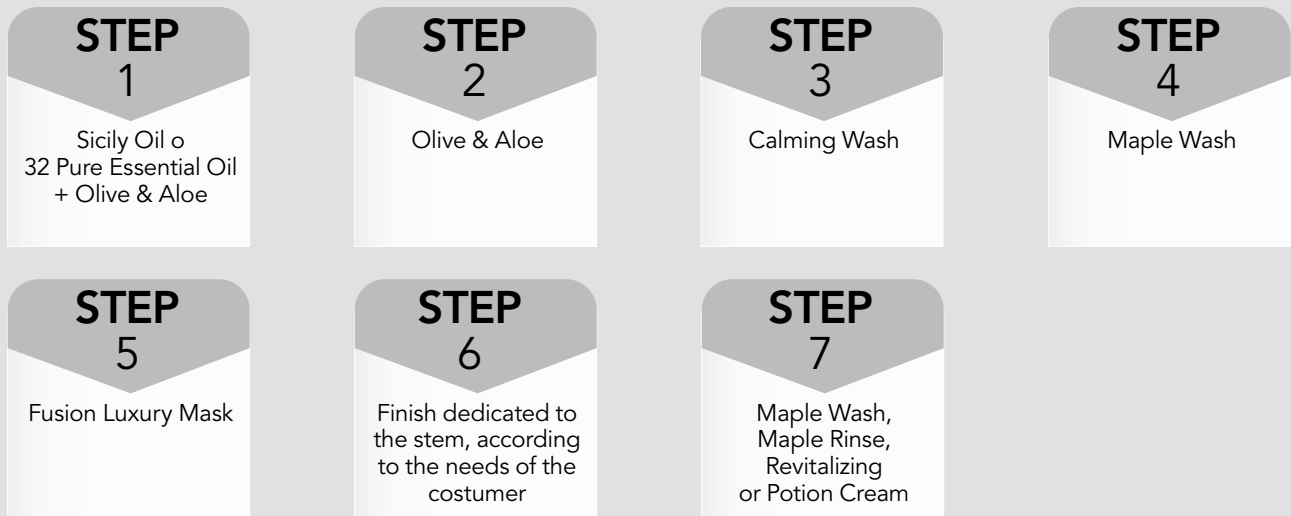 STEP
1
Sicily Oil o
32 Pure Essential Oil
+ Olive & Aloe
STEP
2
Olive & Aloe
STEP
3
Calming Wash
STEP
4
Maple Wash
STEP
5
Fusion Luxury Mask
STEP
6
Finish dedicated to
the stem, according
to the needs of the
costumer
STEP
7
Maple Wash,
Maple Rinse,
Revitalizing
or Potion Cream